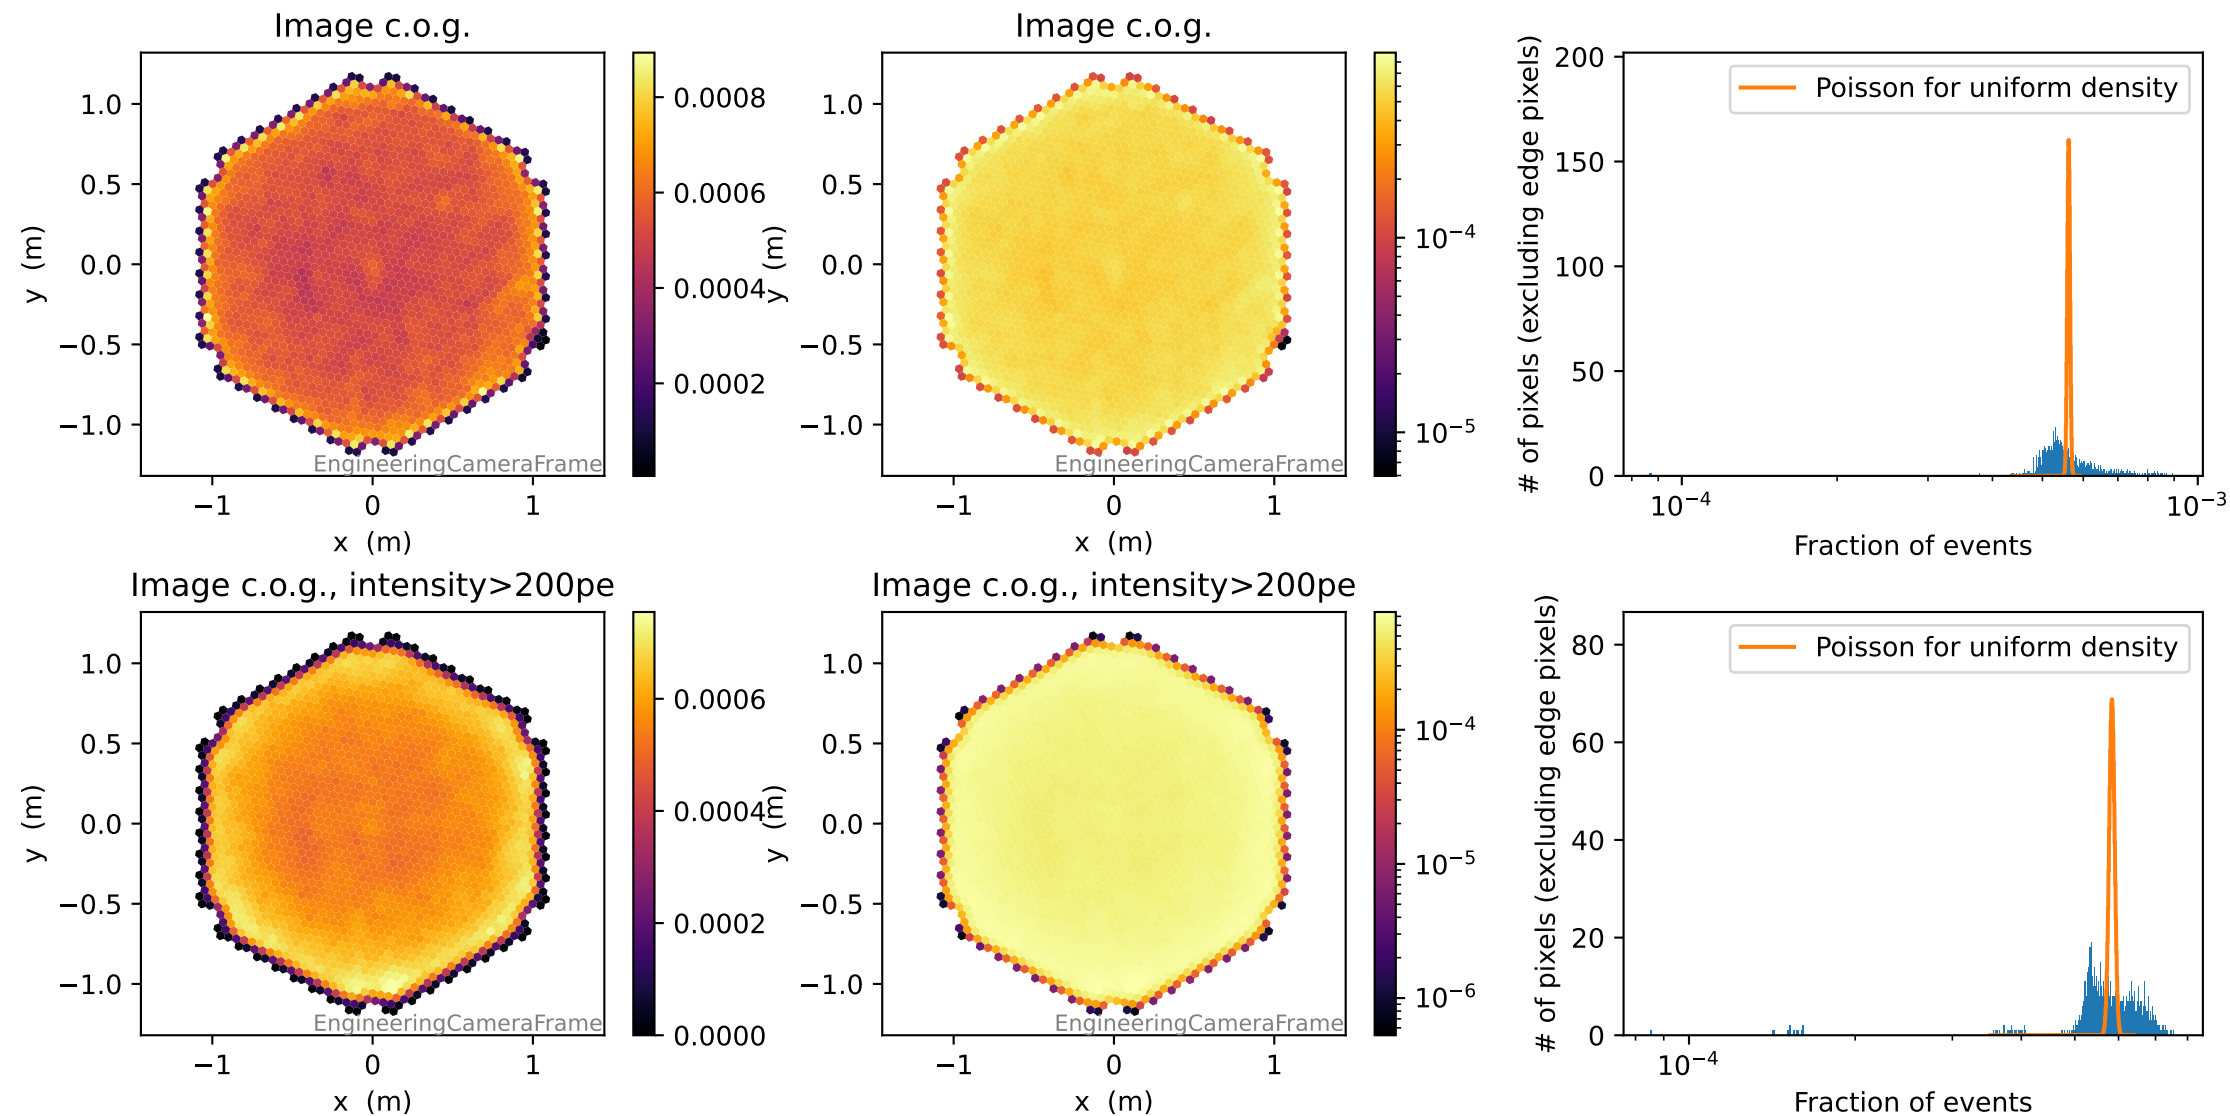 Image c.o.g.
y (m)
1.0
0.5
0.0
−0.5
−1.0
−1
0
1
x (m)
EngineeringCameraFrame
0.0008
0.0006
0.0004
0.0002
Image c.o.g.
y (m)
1.0
0.5
0.0
−0.5
−1.0
−1
0
1
x (m)
EngineeringCameraFrame
10⁻⁴
10⁻⁵
# of pixels (excluding edge pixels)
200
150
100
50
0
Poisson for uniform density
10⁻⁴
10⁻³
Fraction of events
Image c.o.g., intensity>200pe
y (m)
1.0
0.5
0.0
−0.5
−1.0
−1
0
1
x (m)
EngineeringCameraFrame
0.0006
0.0004
0.0002
0.0000
Image c.o.g., intensity>200pe
y (m)
1.0
0.5
0.0
−0.5
−1.0
−1
0
1
x (m)
EngineeringCameraFrame
10⁻⁴
10⁻⁵
10⁻⁶
# of pixels (excluding edge pixels)
80
60
40
20
0
Poisson for uniform density
10⁻⁴
Fraction of events